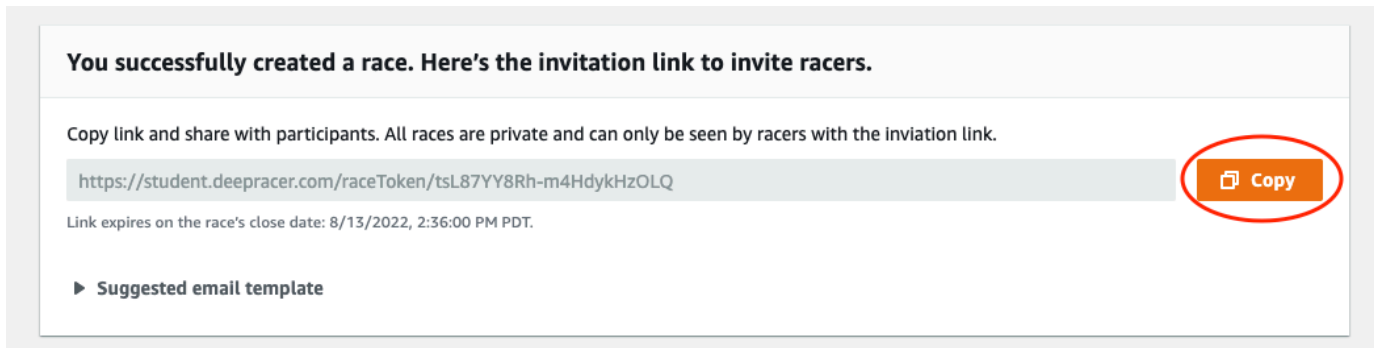 You successfully created a race. Here's the invitation link to invite racers.
Copy link and share with participants. All races are private and can only be seen by racers with the inviation link.
https://student.deepracer.com/raceToken/tsL87YY8Rh-m4HdykHzOLQ
Copy
Link expires on the race's close date: 8/13/2022, 2:36:00 PM PDT.
Suggested email template